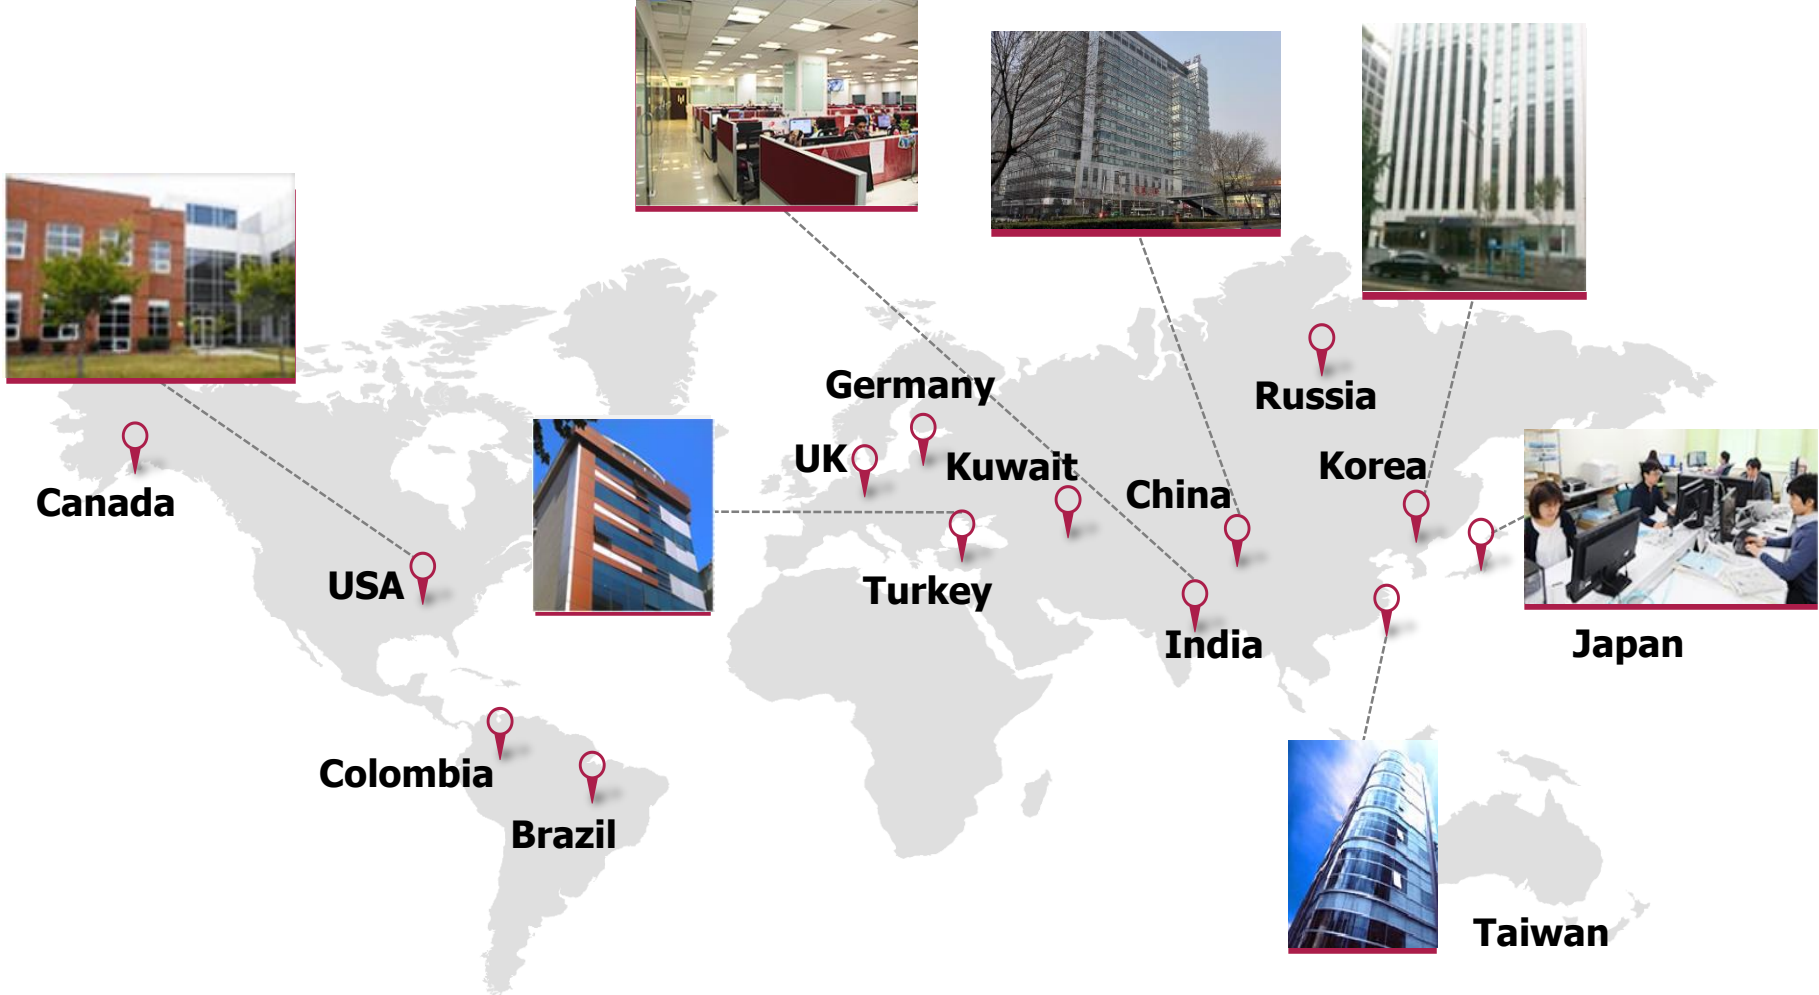 Germany
Russia
UK
Kuwait
Korea
China
Canada
USA
Turkey
India
Japan
Colombia
Brazil
Taiwan